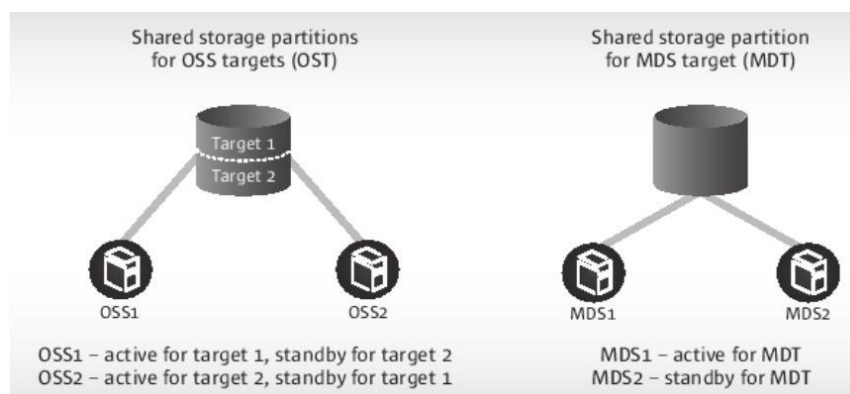 Shared storage partitions
for OSS targets (OST)
Target 1
Target 2
OSS1
OSS2
OSS1 – active for target 1, standby for target 2
OSS2 – active for target 2, standby for target 1
Shared storage partition
for MDS target (MDT)
MDS1
MDS2
MDS1 – active for MDT
MDS2 – standby for MDT